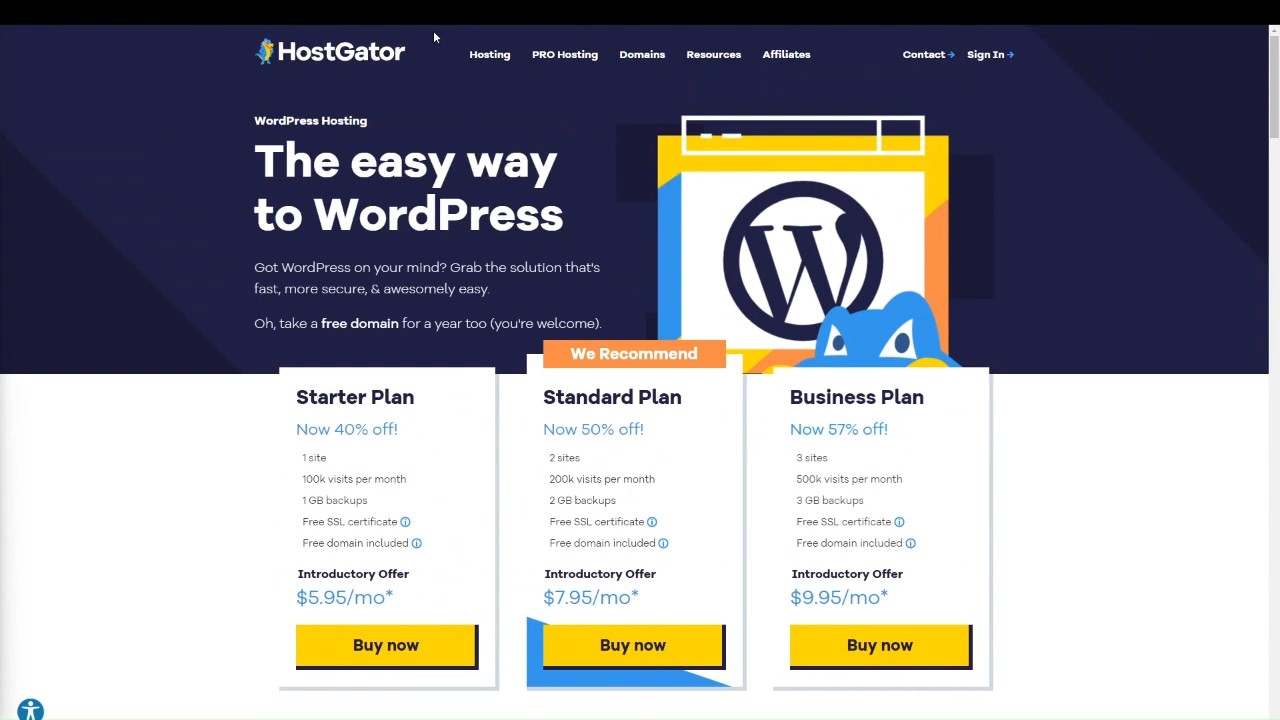 HostGator
Hosting
PRO Hosting
Domains
Resources
Affiliates
Contact
Sign In
WordPress Hosting
The easy way
to WordPress
Got WordPress on your mind? Grab the solution that's
fast, more secure, & awesomely easy.
Oh, take a free domain for a year too (you're welcome).
We Recommend
Starter Plan
Now 40% off!
1 site
100k visits per month
1 GB backups
Free SSL certificate
Free domain included
Introductory Offer
$5.95/mo*
Buy now
Standard Plan
Now 50% off!
2 sites
200k visits per month
2 GB backups
Free SSL certificate
Free domain included
Introductory Offer
$7.95/mo*
Buy now
Business Plan
Now 57% off!
3 sites
500k visits per month
3 GB backups
Free SSL certificate
Free domain included
Introductory Offer
$9.95/mo*
Buy now